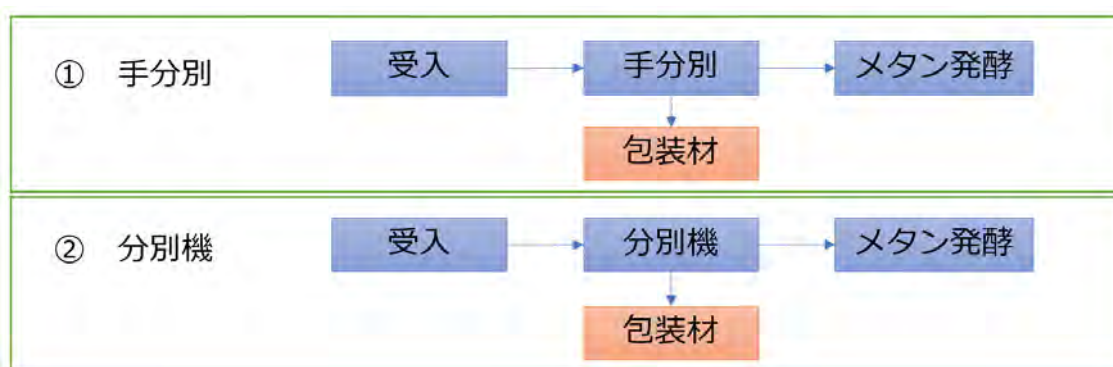 ① 手分別
受入
手分別
メタン発酵
包装材
② 分別機
受入
分別機
メタン発酵
包装材